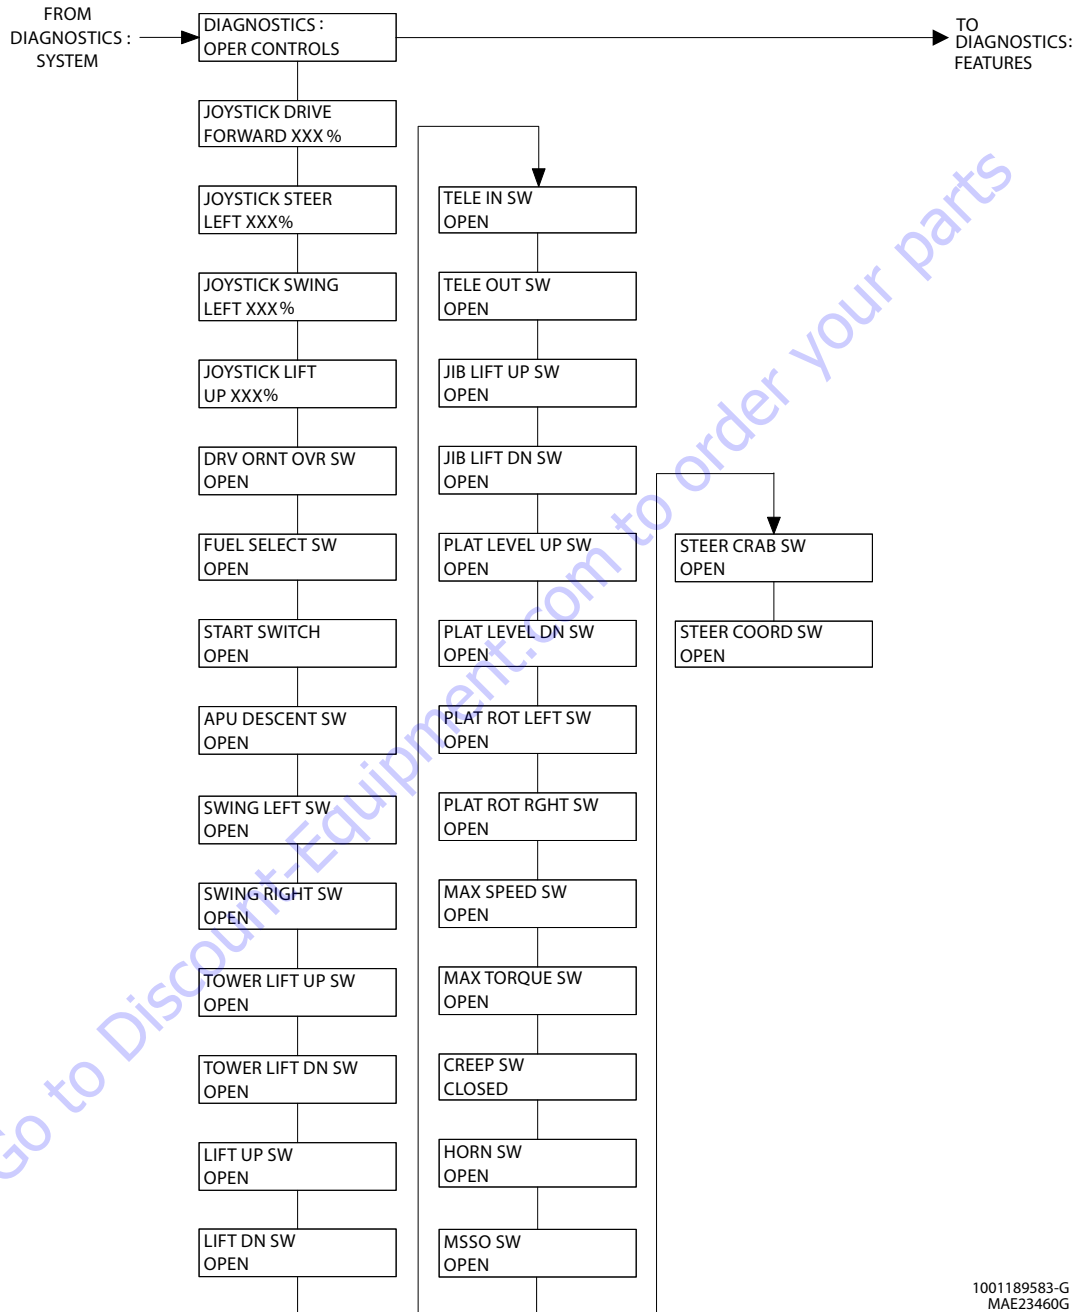 FROM
DIAGNOSTICS :
SYSTEM
DIAGNOSTICS :
OPER CONTROLS
TO
DIAGNOSTICS:
FEATURES
JOYSTICK DRIVE
FORWARD XXX %
JOYSTICK STEER
LEFT XXX%
JOYSTICK SWING
LEFT XXX%
JOYSTICK LIFT
UP XXX%
DRV ORNT OVR SW
OPEN
FUEL SELECT SW
OPEN
START SWITCH
OPEN
APU DESCENT SW
OPEN
SWING LEFT SW
OPEN
SWING RIGHT SW
OPEN
TOWER LIFT UP SW
OPEN
TOWER LIFT DN SW
OPEN
LIFT UP SW
OPEN
LIFT DN SW
OPEN
TELE IN SW
OPEN
TELE OUT SW
OPEN
JIB LIFT UP SW
OPEN
JIB LIFT DN SW
OPEN
PLAT LEVEL UP SW
OPEN
PLAT LEVEL DN SW
OPEN
PLAT ROT LEFT SW
OPEN
PLAT ROT RGHT SW
OPEN
MAX SPEED SW
OPEN
MAX TORQUE SW
OPEN
CREEP SW
CLOSED
HORN SW
OPEN
MSSO SW
OPEN
STEER CRAB SW
OPEN
STEER COORD SW
OPEN
Go to Discount-Equipment.com to order your parts
1001189583-G
MAE23460G